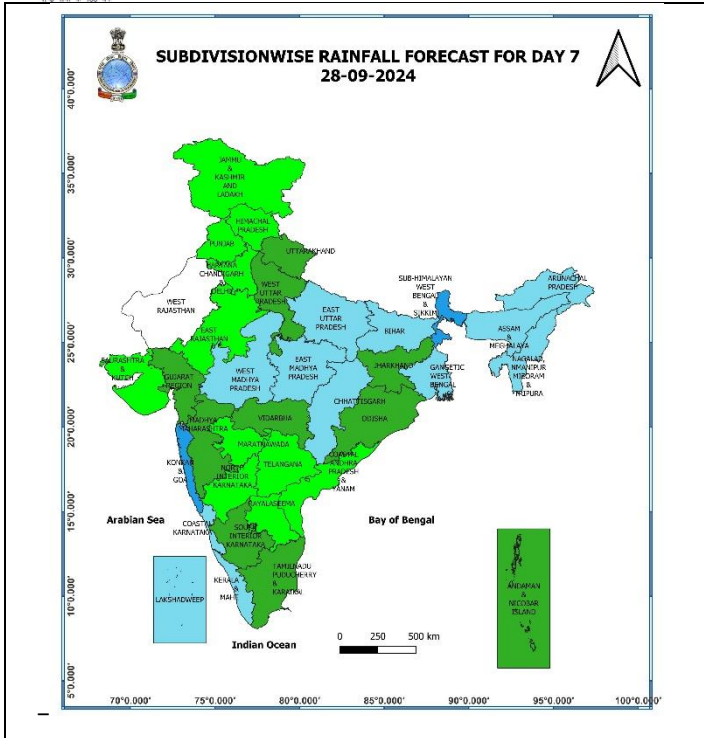 SUBDIVISIONWISE RAINFALL FORECAST FOR DAY 7
28-09-2024
40°0.000'
35°0.000'
30°0.000'
25°0.000'
20°0.000'
15°0.000'
10°0.000'
5°0.000'
JAMMU
&
KASHMIR
AND
LADAKH
HIMACHAL
PRADESH
PUNJAB
UTTARAKHAND
CHANDIGARH
DELHI
WEST
UTTAR
PRADESH
WEST
RAJASTHAN
EAST
RAJASTHAN
EAST
UTTAR
PRADESH
BIHAR
SUB-HIMALAYAN
WEST
BENGAL
&
SIKKIM
ARUNACHAL
PRADESH
ASSAM
&
MEGHALAYA
NAGALAD,
NMANIPUR
MIZORAM
&
TRIPURA
SAURASHTRA
&
KUTCH
GUJARAT
REGION
WEST
MADHYA
PRADESH
EAST
MADHYA
PRADESH
JHARKHAND
GANGETIC
WEST
BENGAL
CHHATTISGARH
ODISHA
MADHYA
MAHARASHTRA
VIDARBHA
MARATHWADA
KONKAN
&
GOA
NORTH
INTERIOR
KARNATAKA
TELANGANA
COASTAL
ANDHRA
PRADESH
&
YANAM
RAYALASEEMA
COASTAL
KARNATAKA
SOUTH
INTERIOR
KARNATAKA
KERALA
&
MAHE
TAMILNADU
PUDUCHERRY
&
KARAIKAL
LAKSHADWEEP
ANDAMAN
&
NICOBAR
ISLAND
Arabian Sea
Bay of Bengal
Indian Ocean
0 250 500 km
70°0.000' 75°0.000' 80°0.000' 85°0.000' 90°0.000' 95°0.000' 100°0.000'